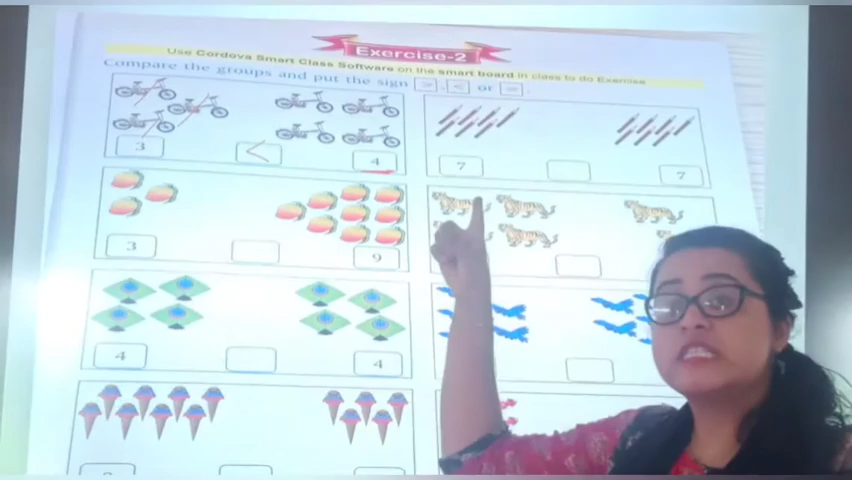 Exercise-2
Use Cordova Smart Class Software on the smart board in class to do Exercise
Compare the groups and put the sign > , < or = .
3 < 4
7 7
3 9
4 4